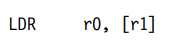 LDR r0, [r1]